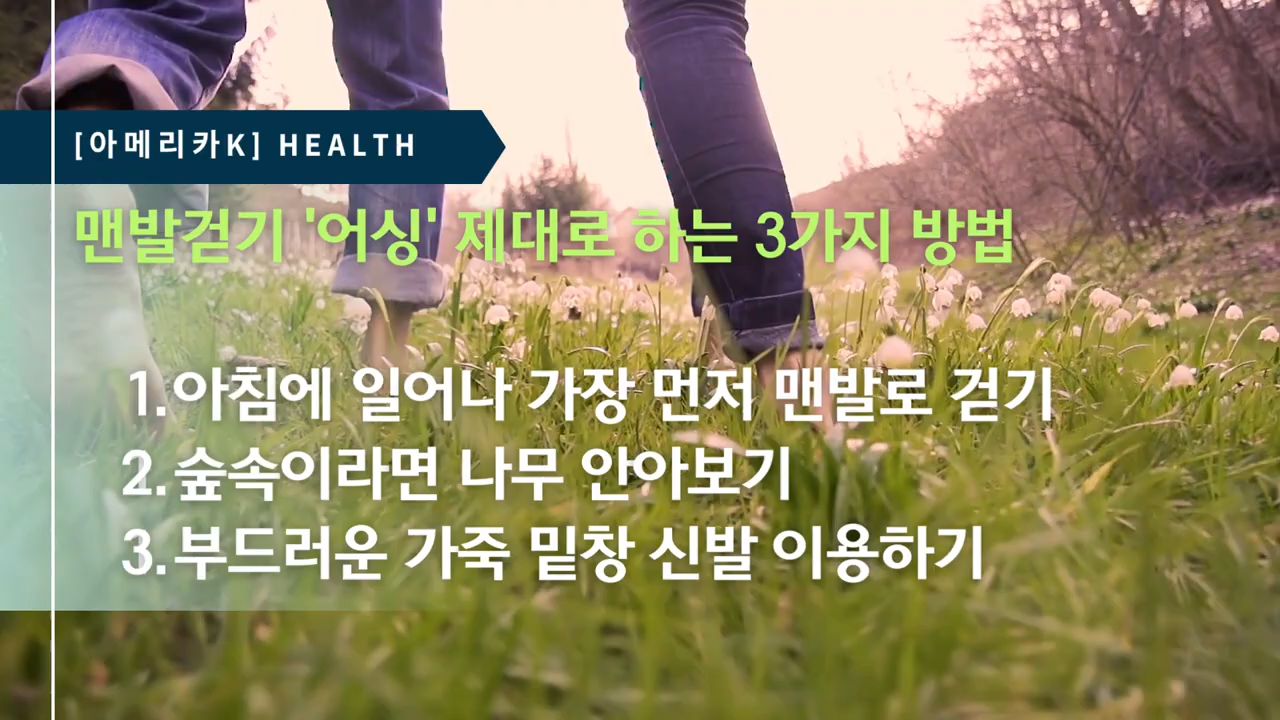 [아메리카K] HEALTH
맨발걷기 '어싱' 제대로 하는 3가지 방법
1.아침에 일어나 가장 먼저 맨발로 걷기
2.숲속이라면 나무 안아보기
3.부드러운 가죽 밑창 신발 이용하기